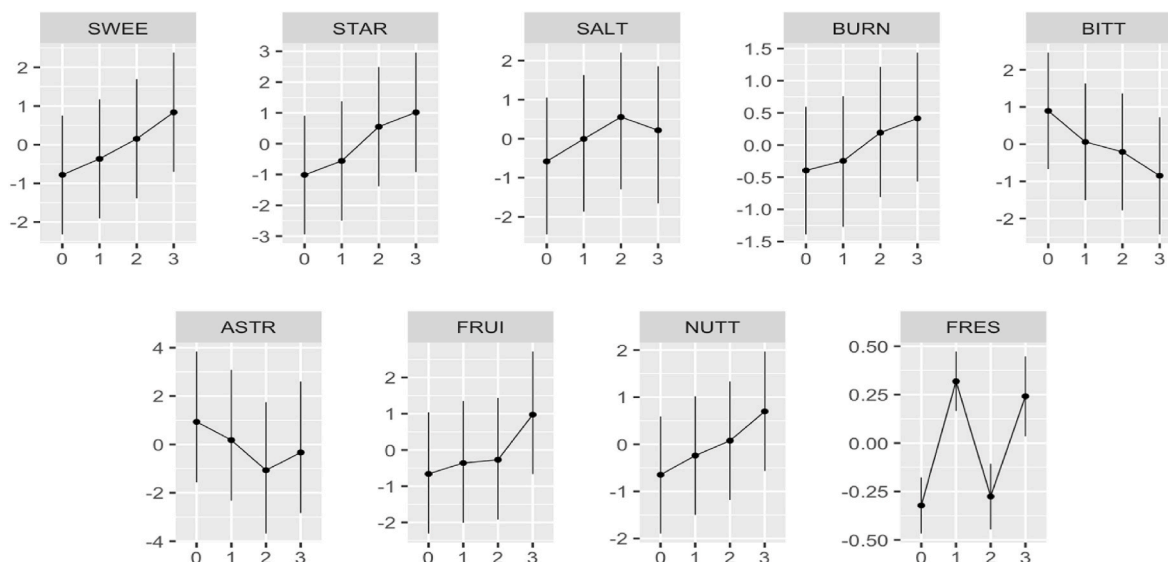 SWEE STAR SALT BURN BITT
2 1 0 -1 -2
3 2 1 0 -1 -2 -3
2 1 0 -1 -2
1.5 1.0 0.5 0.0 -0.5 -1.0 -1.5
2 1 0 -1 -2
0 1 2 3 0 1 2 3 0 1 2 3 0 1 2 3 0 1 2 3
ASTR FRUI NUTT FRES
4 2 0 -2 -4
2 1 0 -1 -2
2 1 0 -1 -2
0.50 0.25 0.00 -0.25 -0.50
0 1 2 3 0 1 2 3 0 1 2 3 0 1 2 3